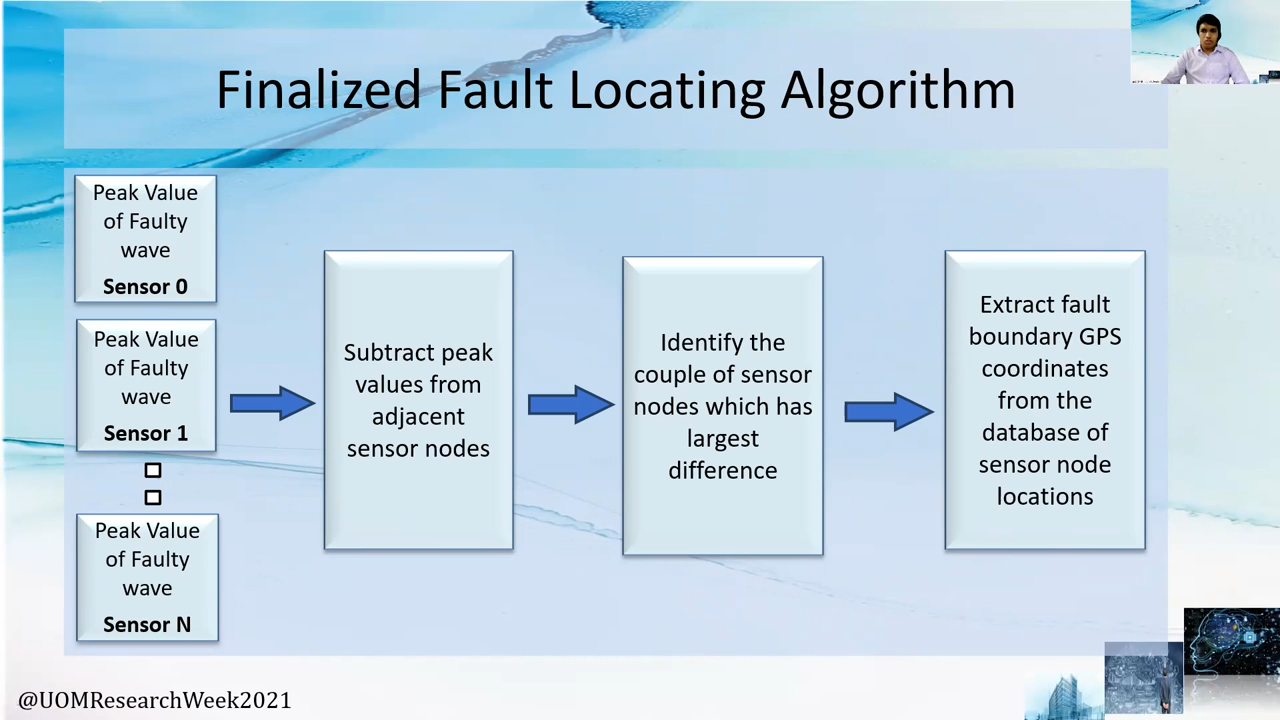 Finalized Fault Locating Algorithm
Peak Value
of Faulty
wave
Sensor 0
Peak Value
of Faulty
wave
Sensor 1
Peak Value
of Faulty
wave
Sensor N
Subtract peak
values from
adjacent
sensor nodes
Identify the
couple of sensor
nodes which has
largest
difference
Extract fault
boundary GPS
coordinates
from the
database of
sensor node
locations
@UOMResearchWeek2021